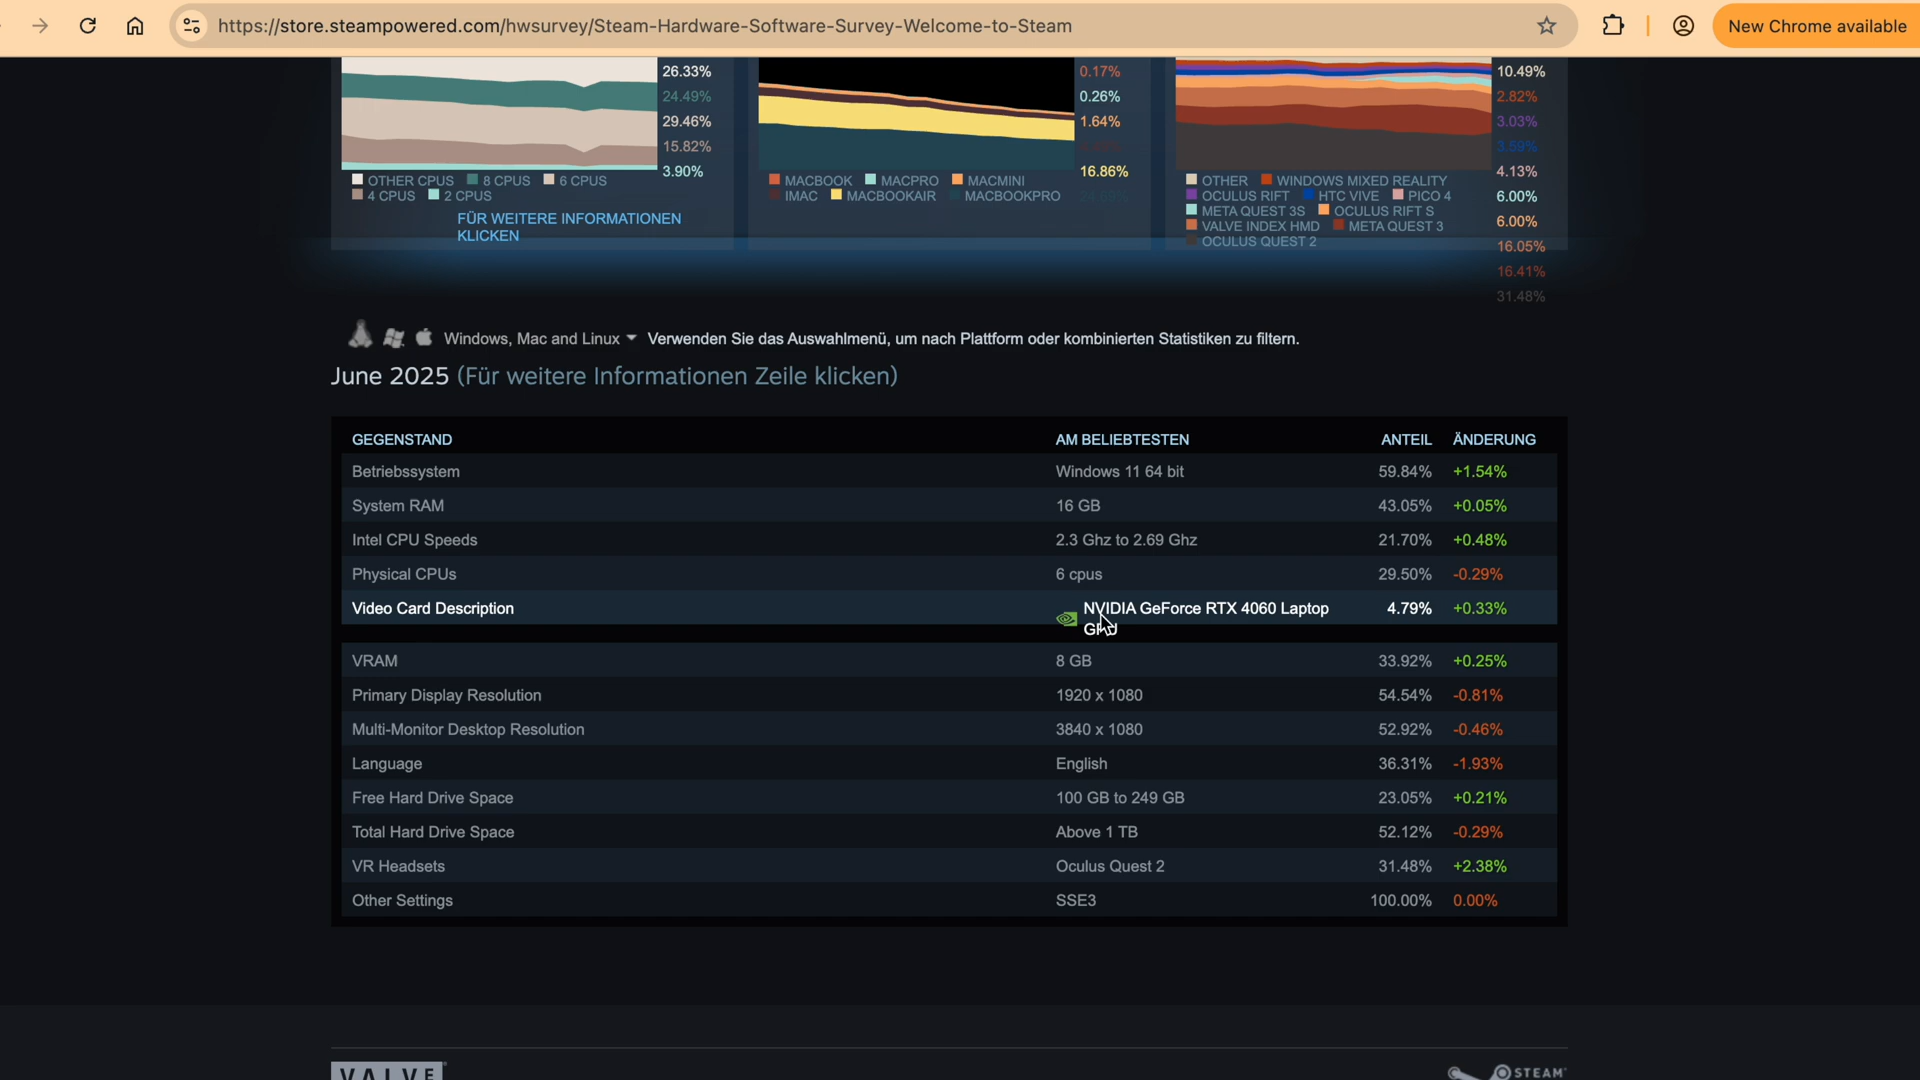 https://store.steampowered.com/hwsurvey/Steam-Hardware-Software-Survey-Welcome-to-Steam
New Chrome available
26.33%
24.49%
29.46%
15.82%
3.90%
OTHER CPUS 8 CPUS 6 CPUS
4 CPUS 2 CPUS
FÜR WEITERE INFORMATIONEN
KLICKEN
0.17%
0.26%
1.64%
16.86%
MACBOOK MACPRO MACMINI
IMAC MACBOOKAIR MACBOOKPRO
10.49%
2.82%
3.03%
3.59%
4.13%
6.00%
6.00%
16.05%
16.41%
31.48%
OTHER WINDOWS MIXED REALITY
OCULUS RIFT HTC VIVE PICO 4
META QUEST 3S OCULUS RIFT S
VALVE INDEX HMD META QUEST 3
OCULUS QUEST 2
Windows, Mac and Linux Verwenden Sie das Auswahlmenü, um nach Plattform oder kombinierten Statistiken zu filtern.
June 2025 (Für weitere Informationen Zeile klicken)
GEGENSTAND AM BELIEBTESTEN ANTEIL ÄNDERUNG
Betriebssystem Windows 11 64 bit 59.84% +1.54%
System RAM 16 GB 43.05% +0.05%
Intel CPU Speeds 2.3 Ghz to 2.69 Ghz 21.70% +0.48%
Physical CPUs 6 cpus 29.50% -0.29%
Video Card Description NVIDIA GeForce RTX 4060 Laptop 4.79% +0.33%
GPU
VRAM 8 GB 33.92% +0.25%
Primary Display Resolution 1920 x 1080 54.54% -0.81%
Multi-Monitor Desktop Resolution 3840 x 1080 52.92% -0.46%
Language English 36.31% -1.93%
Free Hard Drive Space 100 GB to 249 GB 23.05% +0.21%
Total Hard Drive Space Above 1 TB 52.12% -0.29%
VR Headsets Oculus Quest 2 31.48% +2.38%
Other Settings SSE3 100.00% 0.00%
VALVE STEAM